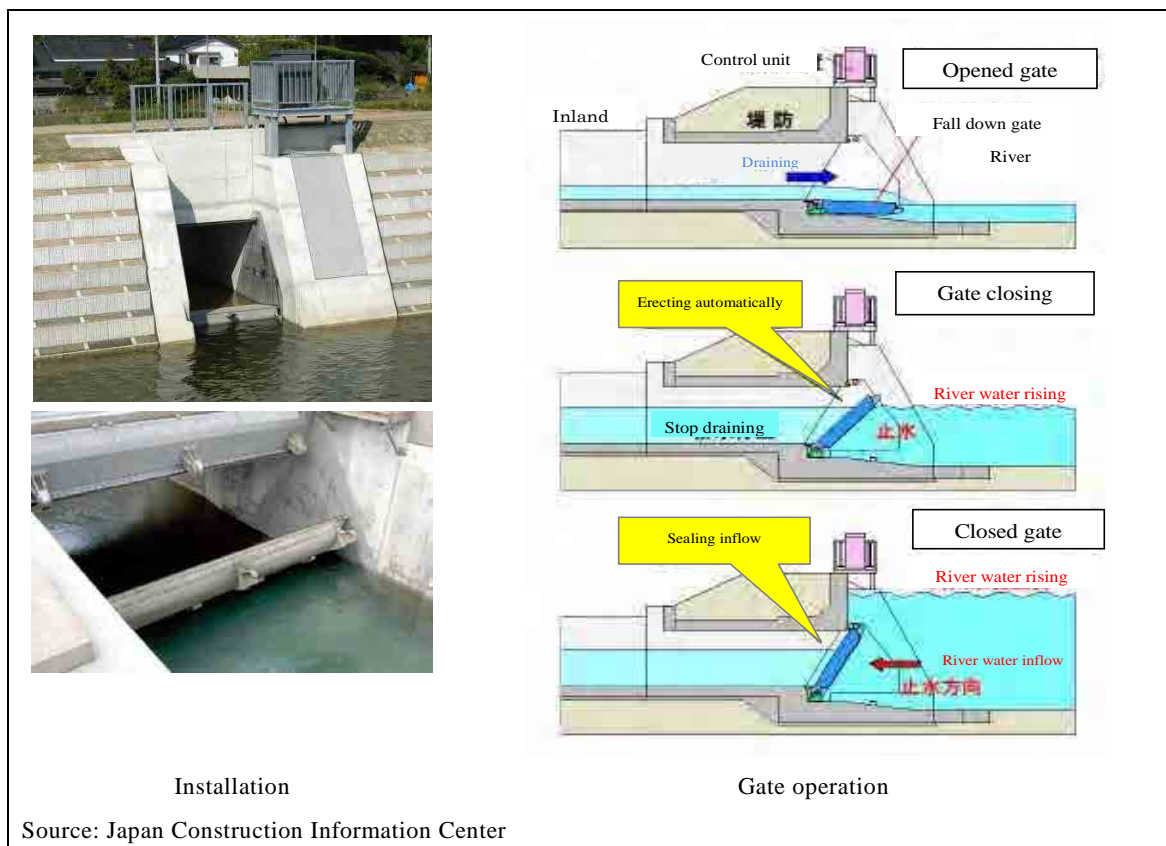 Control unit
Opened gate
Inland
堤防
Fall down gate
River
Draining
Erecting automatically
Gate closing
River water rising
Stop draining
止水
Sealing inflow
Closed gate
River water rising
River water inflow
止水方向
Installation
Gate operation
Source: Japan Construction Information Center